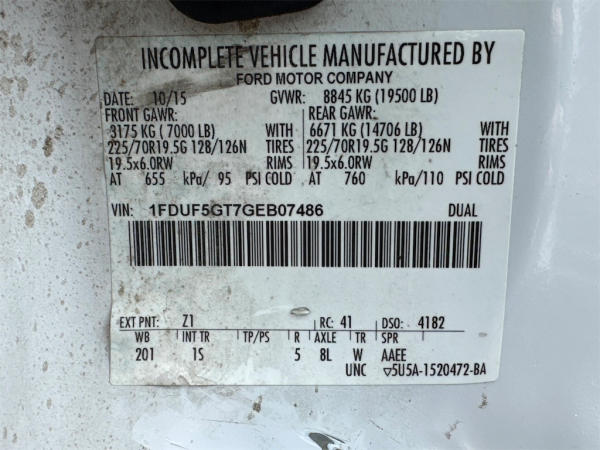 INCOMPLETE VEHICLE MANUFACTURED BY
FORD MOTOR COMPANY
DATE: 10/15 GVWR: 8845 KG (19500 LB)
FRONT GAWR: REAR GAWR:
3175 KG ( 7000 LB) WITH 6671 KG (14706 LB) WITH
225/70R19.5G 128/126N TIRES 225/70R19.5G 128/126N TIRES
19.5x6.0RW RIMS 19.5x6.0RW RIMS
AT 655 kPa/ 95 PSI COLD AT 760 kPa/110 PSI COLD
VIN: 1FDUF5GT7GEB07486 DUAL
EXT PNT: Z1 RC: 41 DSO: 4182
WB INT TR TP/PS R AXLE TR SPR
201 1S 5 8L W AAEE
UNC ▽5U5A-1520472-BA